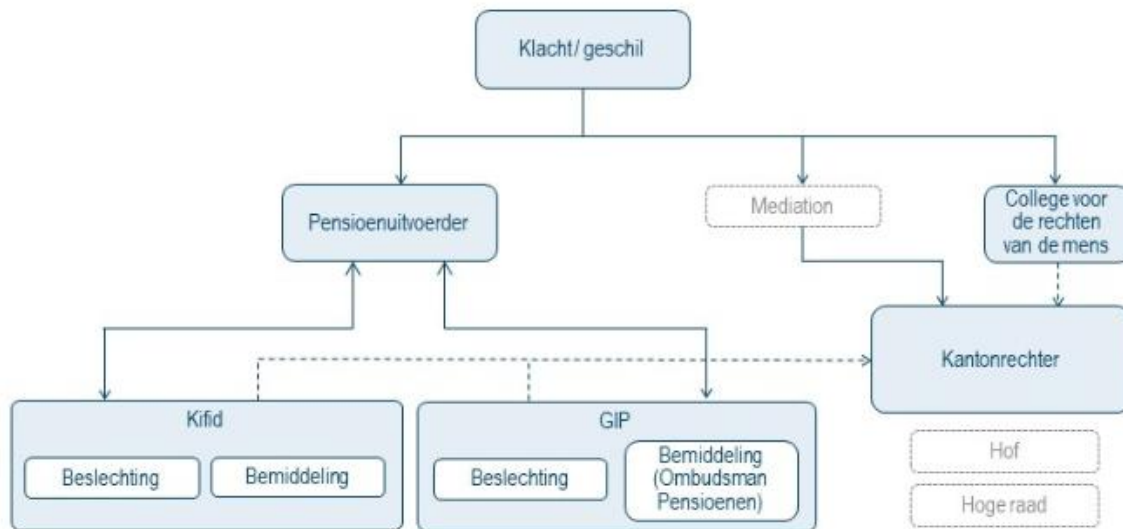 Klacht/ geschil
Pensioenuitvoerder
Mediation
College voor
de rechten
van de mens
Kantonrechter
Kifid
Beslechting
Bemiddeling
GIP
Beslechting
Bemiddeling
(Ombudsman
Pensioenen)
Hof
Hoge raad